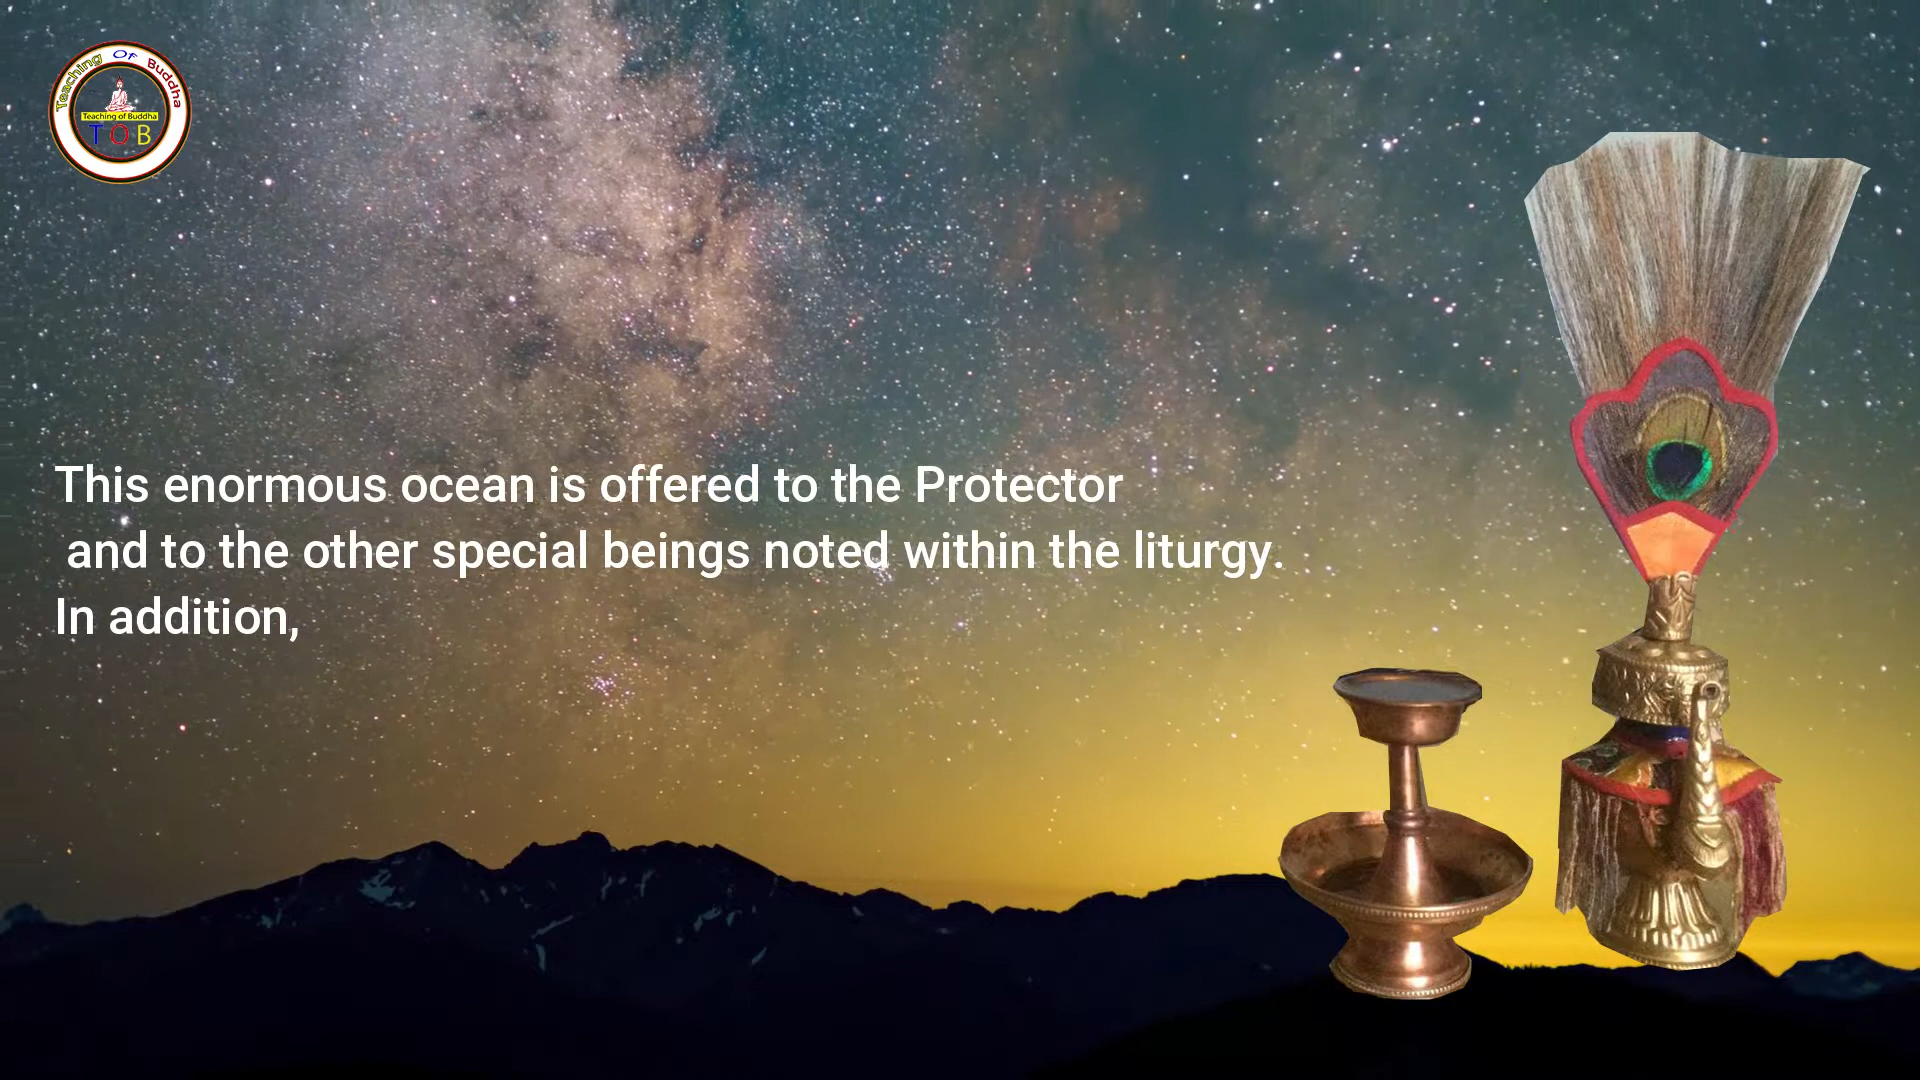 Teaching Of Buddha
Teaching of Buddha
T O B
This enormous ocean is offered to the Protector
and to the other special beings noted within the liturgy.
In addition,